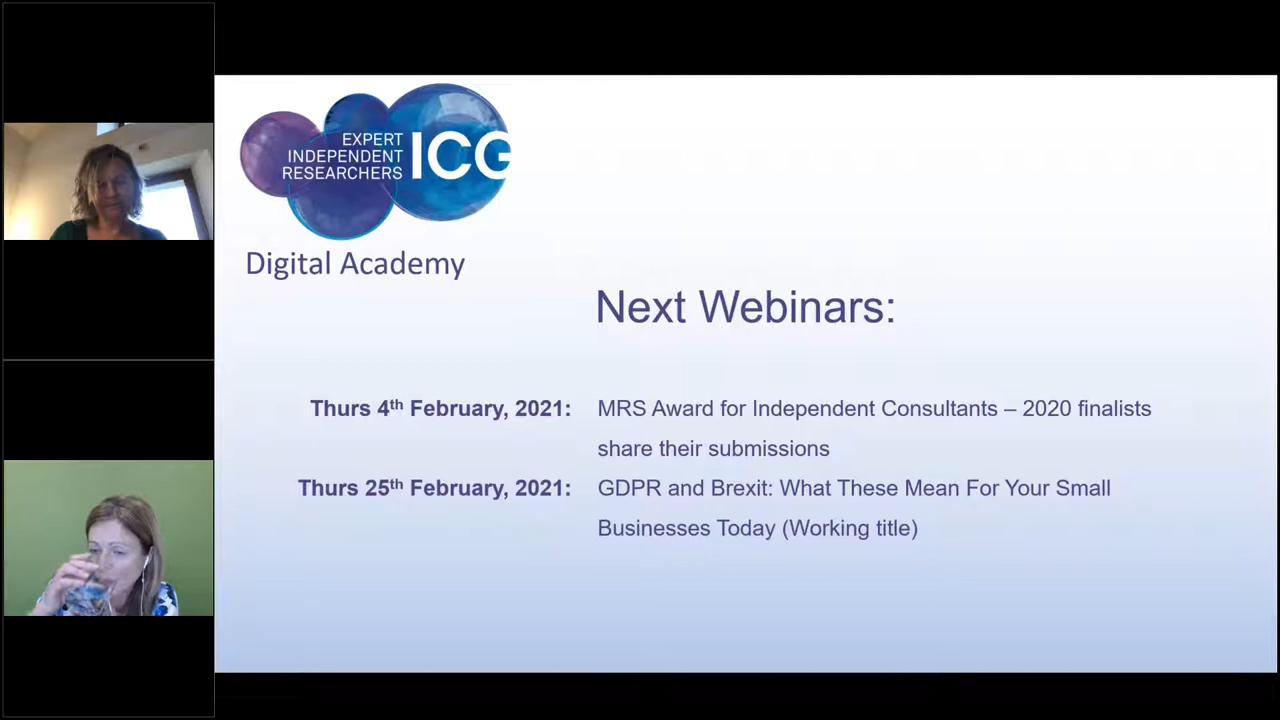 EXPERT
INDEPENDENT
RESEARCHERS
ICG
Digital Academy
Next Webinars:
Thurs 4th February, 2021: MRS Award for Independent Consultants – 2020 finalists
share their submissions
Thurs 25th February, 2021: GDPR and Brexit: What These Mean For Your Small
Businesses Today (Working title)